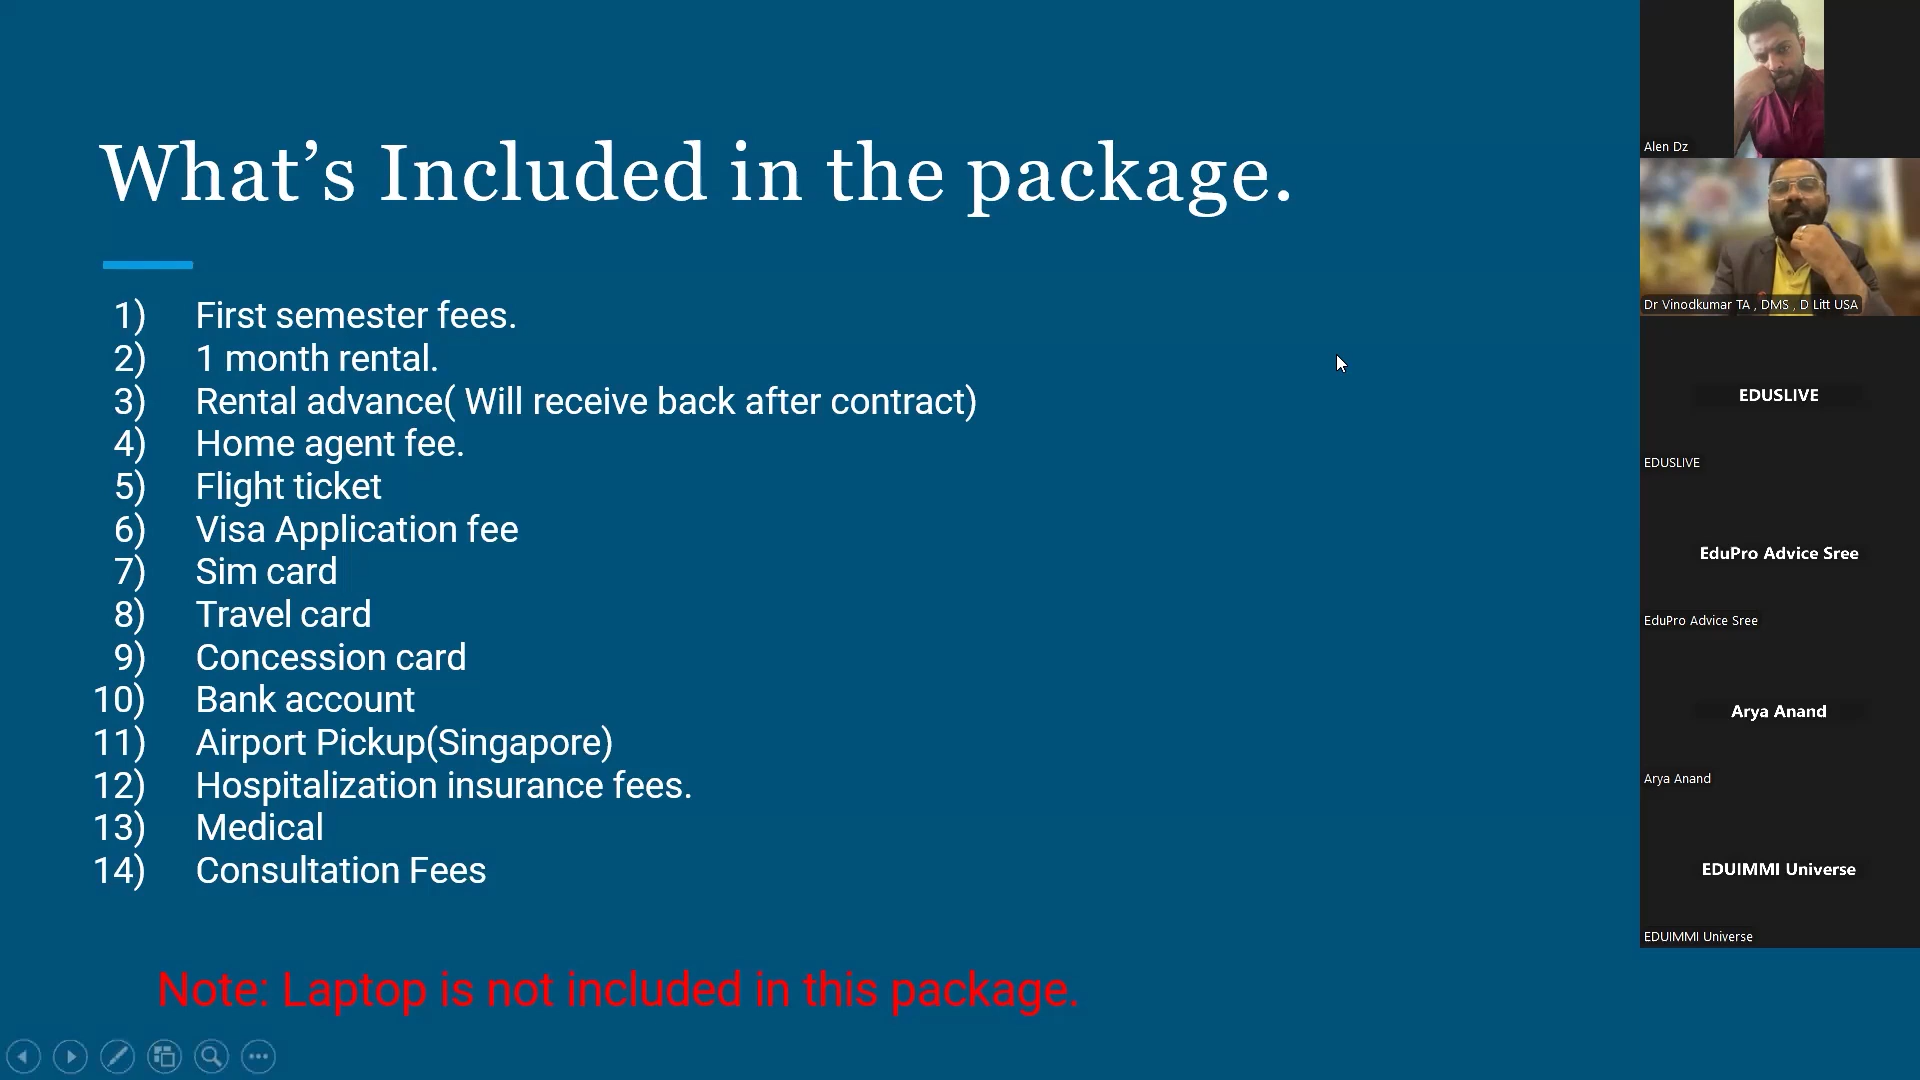 What's Included in the package.
1) First semester fees.
2) 1 month rental.
3) Rental advance( Will receive back after contract)
4) Home agent fee.
5) Flight ticket
6) Visa Application fee
7) Sim card
8) Travel card
9) Concession card
10) Bank account
11) Airport Pickup(Singapore)
12) Hospitalization insurance fees.
13) Medical
14) Consultation Fees
Note: Laptop is not included in this package.
Alen Dz
Dr Vinodkumar TA , DMS , D Litt USA
EDUSLIVE
EDUSLIVE
EduPro Advice Sree
EduPro Advice Sree
Arya Anand
Arya Anand
EDUIMMI Universe
EDUIMMI Universe